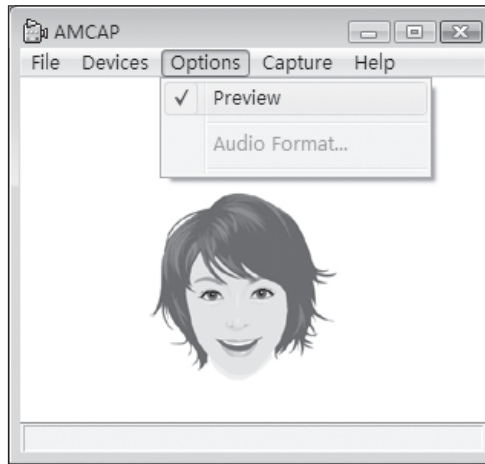 AMCAP
File Devices Options Capture Help
Preview
Audio Format...